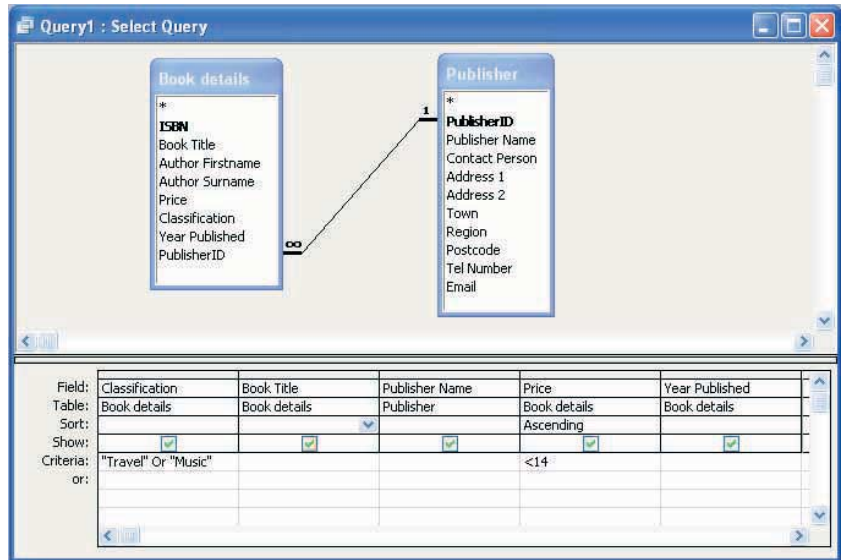 Query1 : Select Query
Book details
*
ISBN
Book Title
Author Firstname
Author Surname
Price
Classification
Year Published
PublisherID
∞
1
Publisher
*
PublisherID
Publisher Name
Contact Person
Address 1
Address 2
Town
Region
Postcode
Tel Number
Email
Field: Classification Book Title Publisher Name Price Year Published
Table: Book details Book details Publisher Book details Book details
Sort: Ascending
Show:
Criteria: "Travel" Or "Music" <14
or: